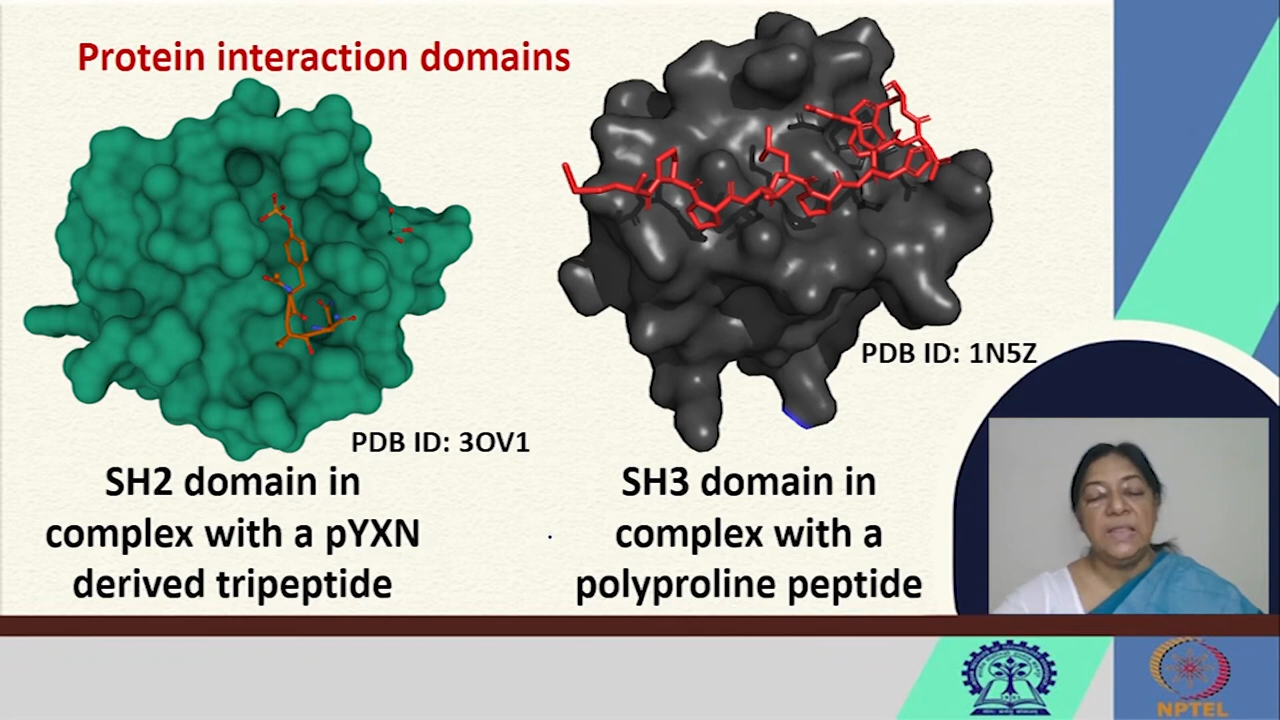 Protein interaction domains
PDB ID: 3OV1
SH2 domain in
complex with a pYXN
derived tripeptide
PDB ID: 1N5Z
SH3 domain in
complex with a
polyproline peptide
NPTEL